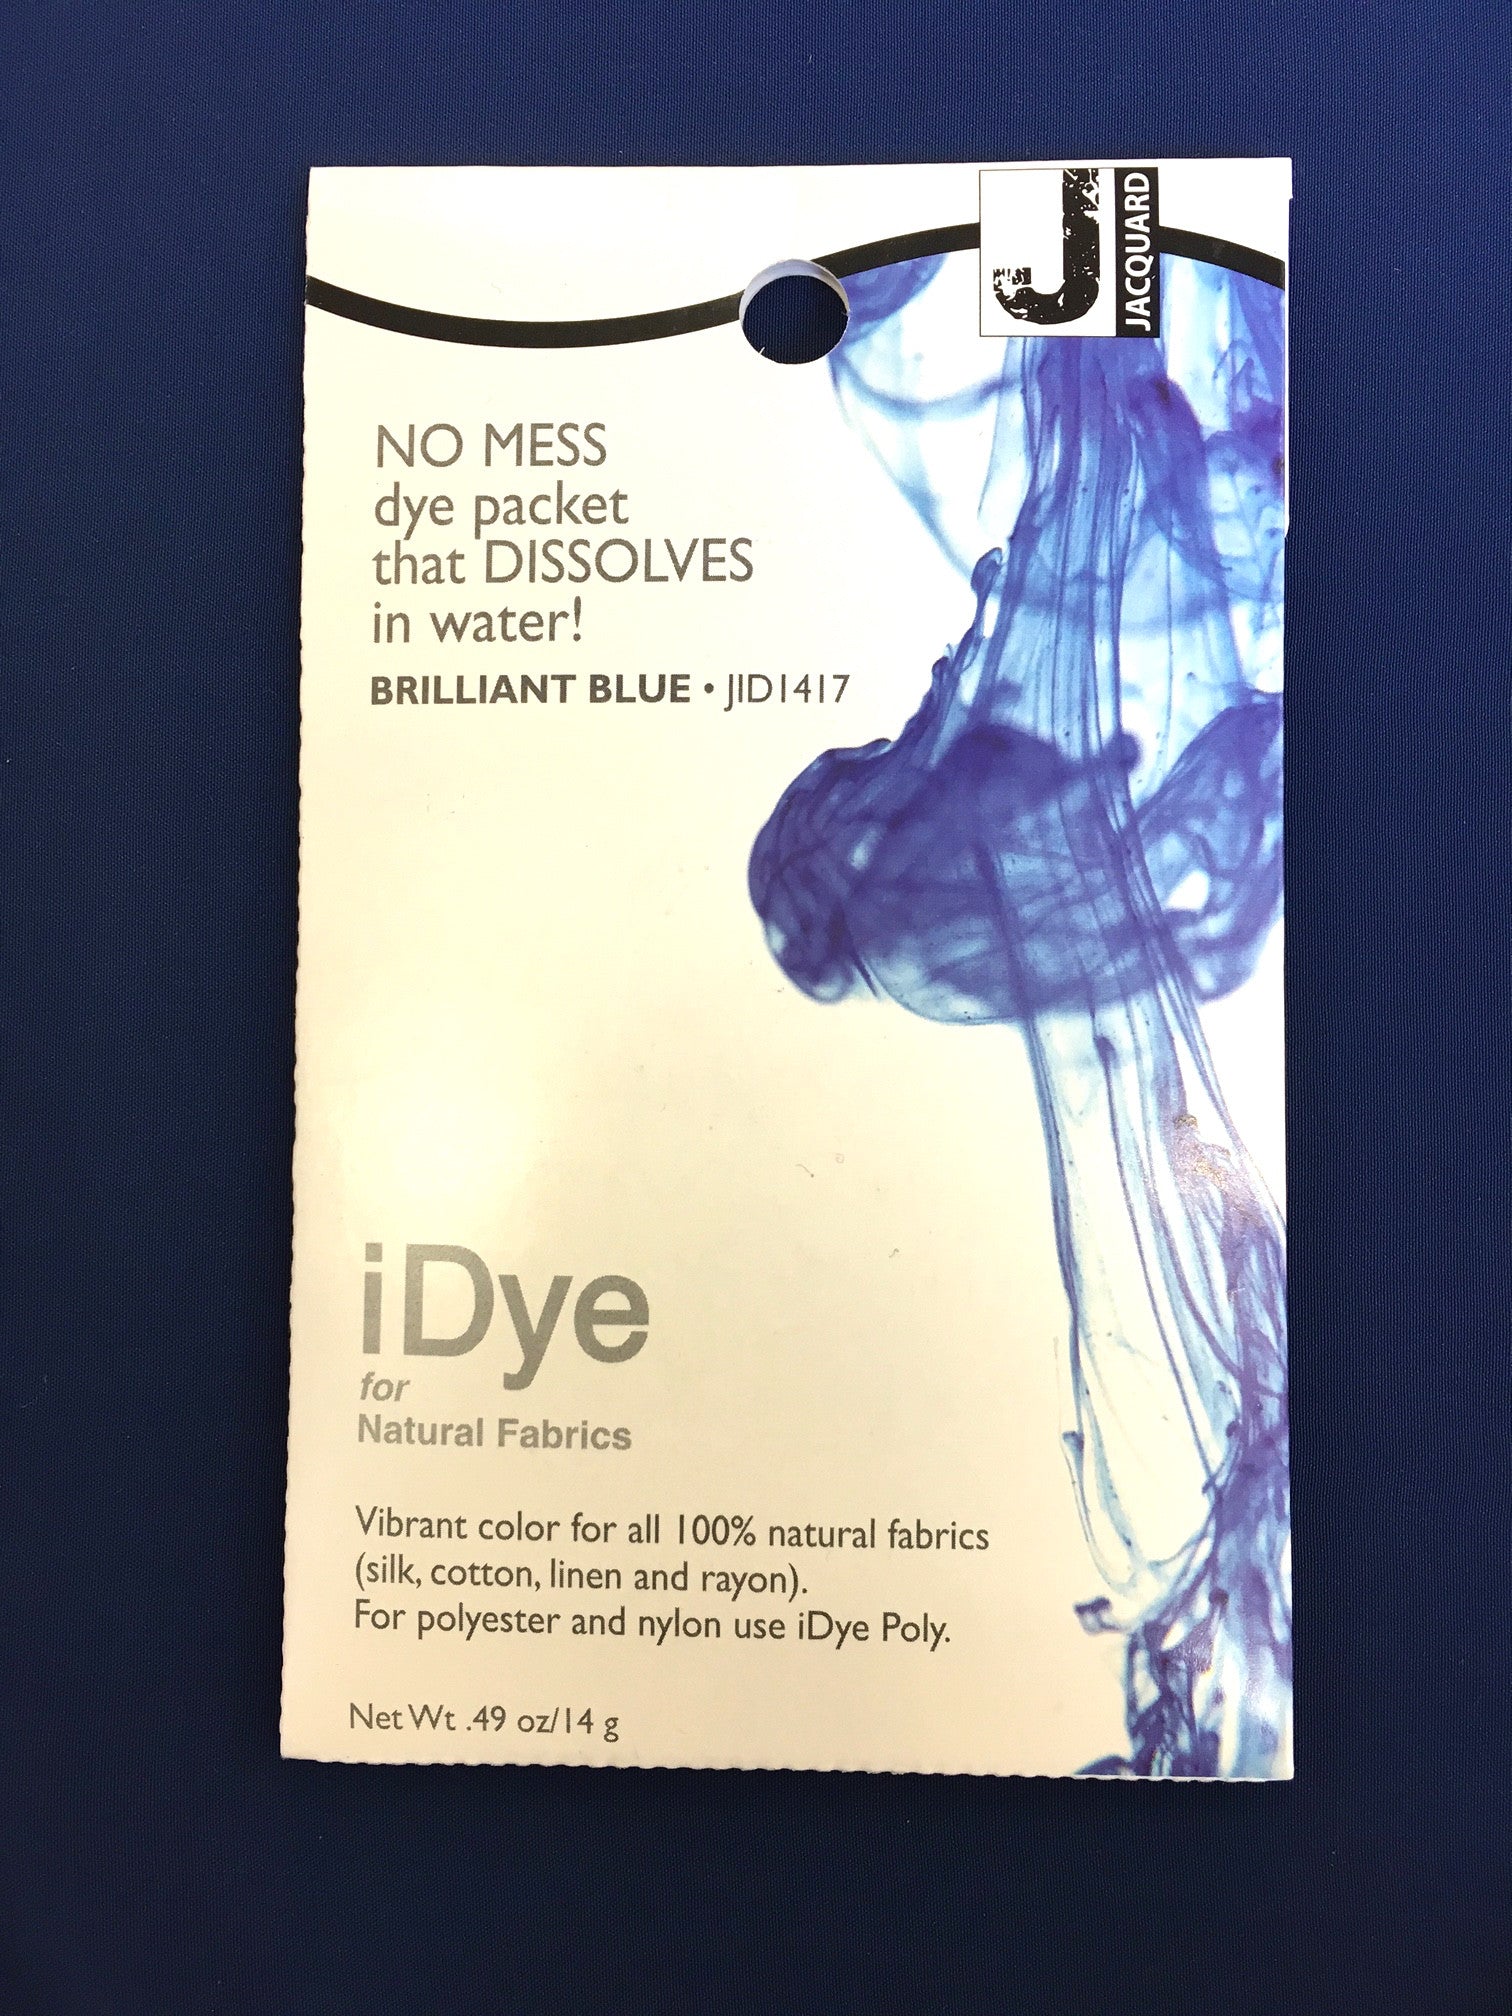 J
JACQUARD
NO MESS
dye packet
that DISSOLVES
in water!
BRILLIANT BLUE • JID1417
iDye
for
Natural Fabrics
Vibrant color for all 100% natural fabrics
(silk, cotton, linen and rayon).
For polyester and nylon use iDye Poly.
Net Wt .49 oz/14 g